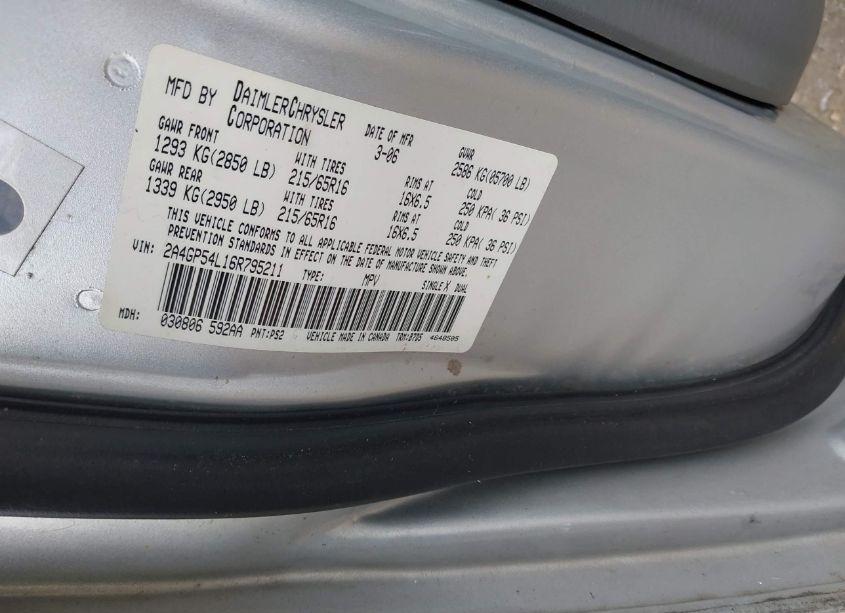 MFD BY DAIMLERCHRYSLER CORPORATION
DATE OF MFR 3-06
GVWR 2586 KG(05700 LB)
GAWR FRONT 1293 KG(2850 LB) WITH TIRES 215/65R16 RIMS AT 16X6.5 COLD 250 KPA( 36 PSI)
GAWR REAR 1339 KG(2950 LB) WITH TIRES 215/65R16 RIMS AT 16X6.5 COLD 250 KPA( 36 PSI)
THIS VEHICLE CONFORMS TO ALL APPLICABLE FEDERAL MOTOR VEHICLE SAFETY AND THEFT
PREVENTION STANDARDS IN EFFECT ON THE DATE OF MANUFACTURE SHOWN ABOVE.
VIN: 2A4GP54L16R795211 TYPE: MPV SINGLE-X DUAL
MDH: 030806 592AA PNT:PS2 VEHICLE MADE IN CANADA TRM:B7D5 4648505